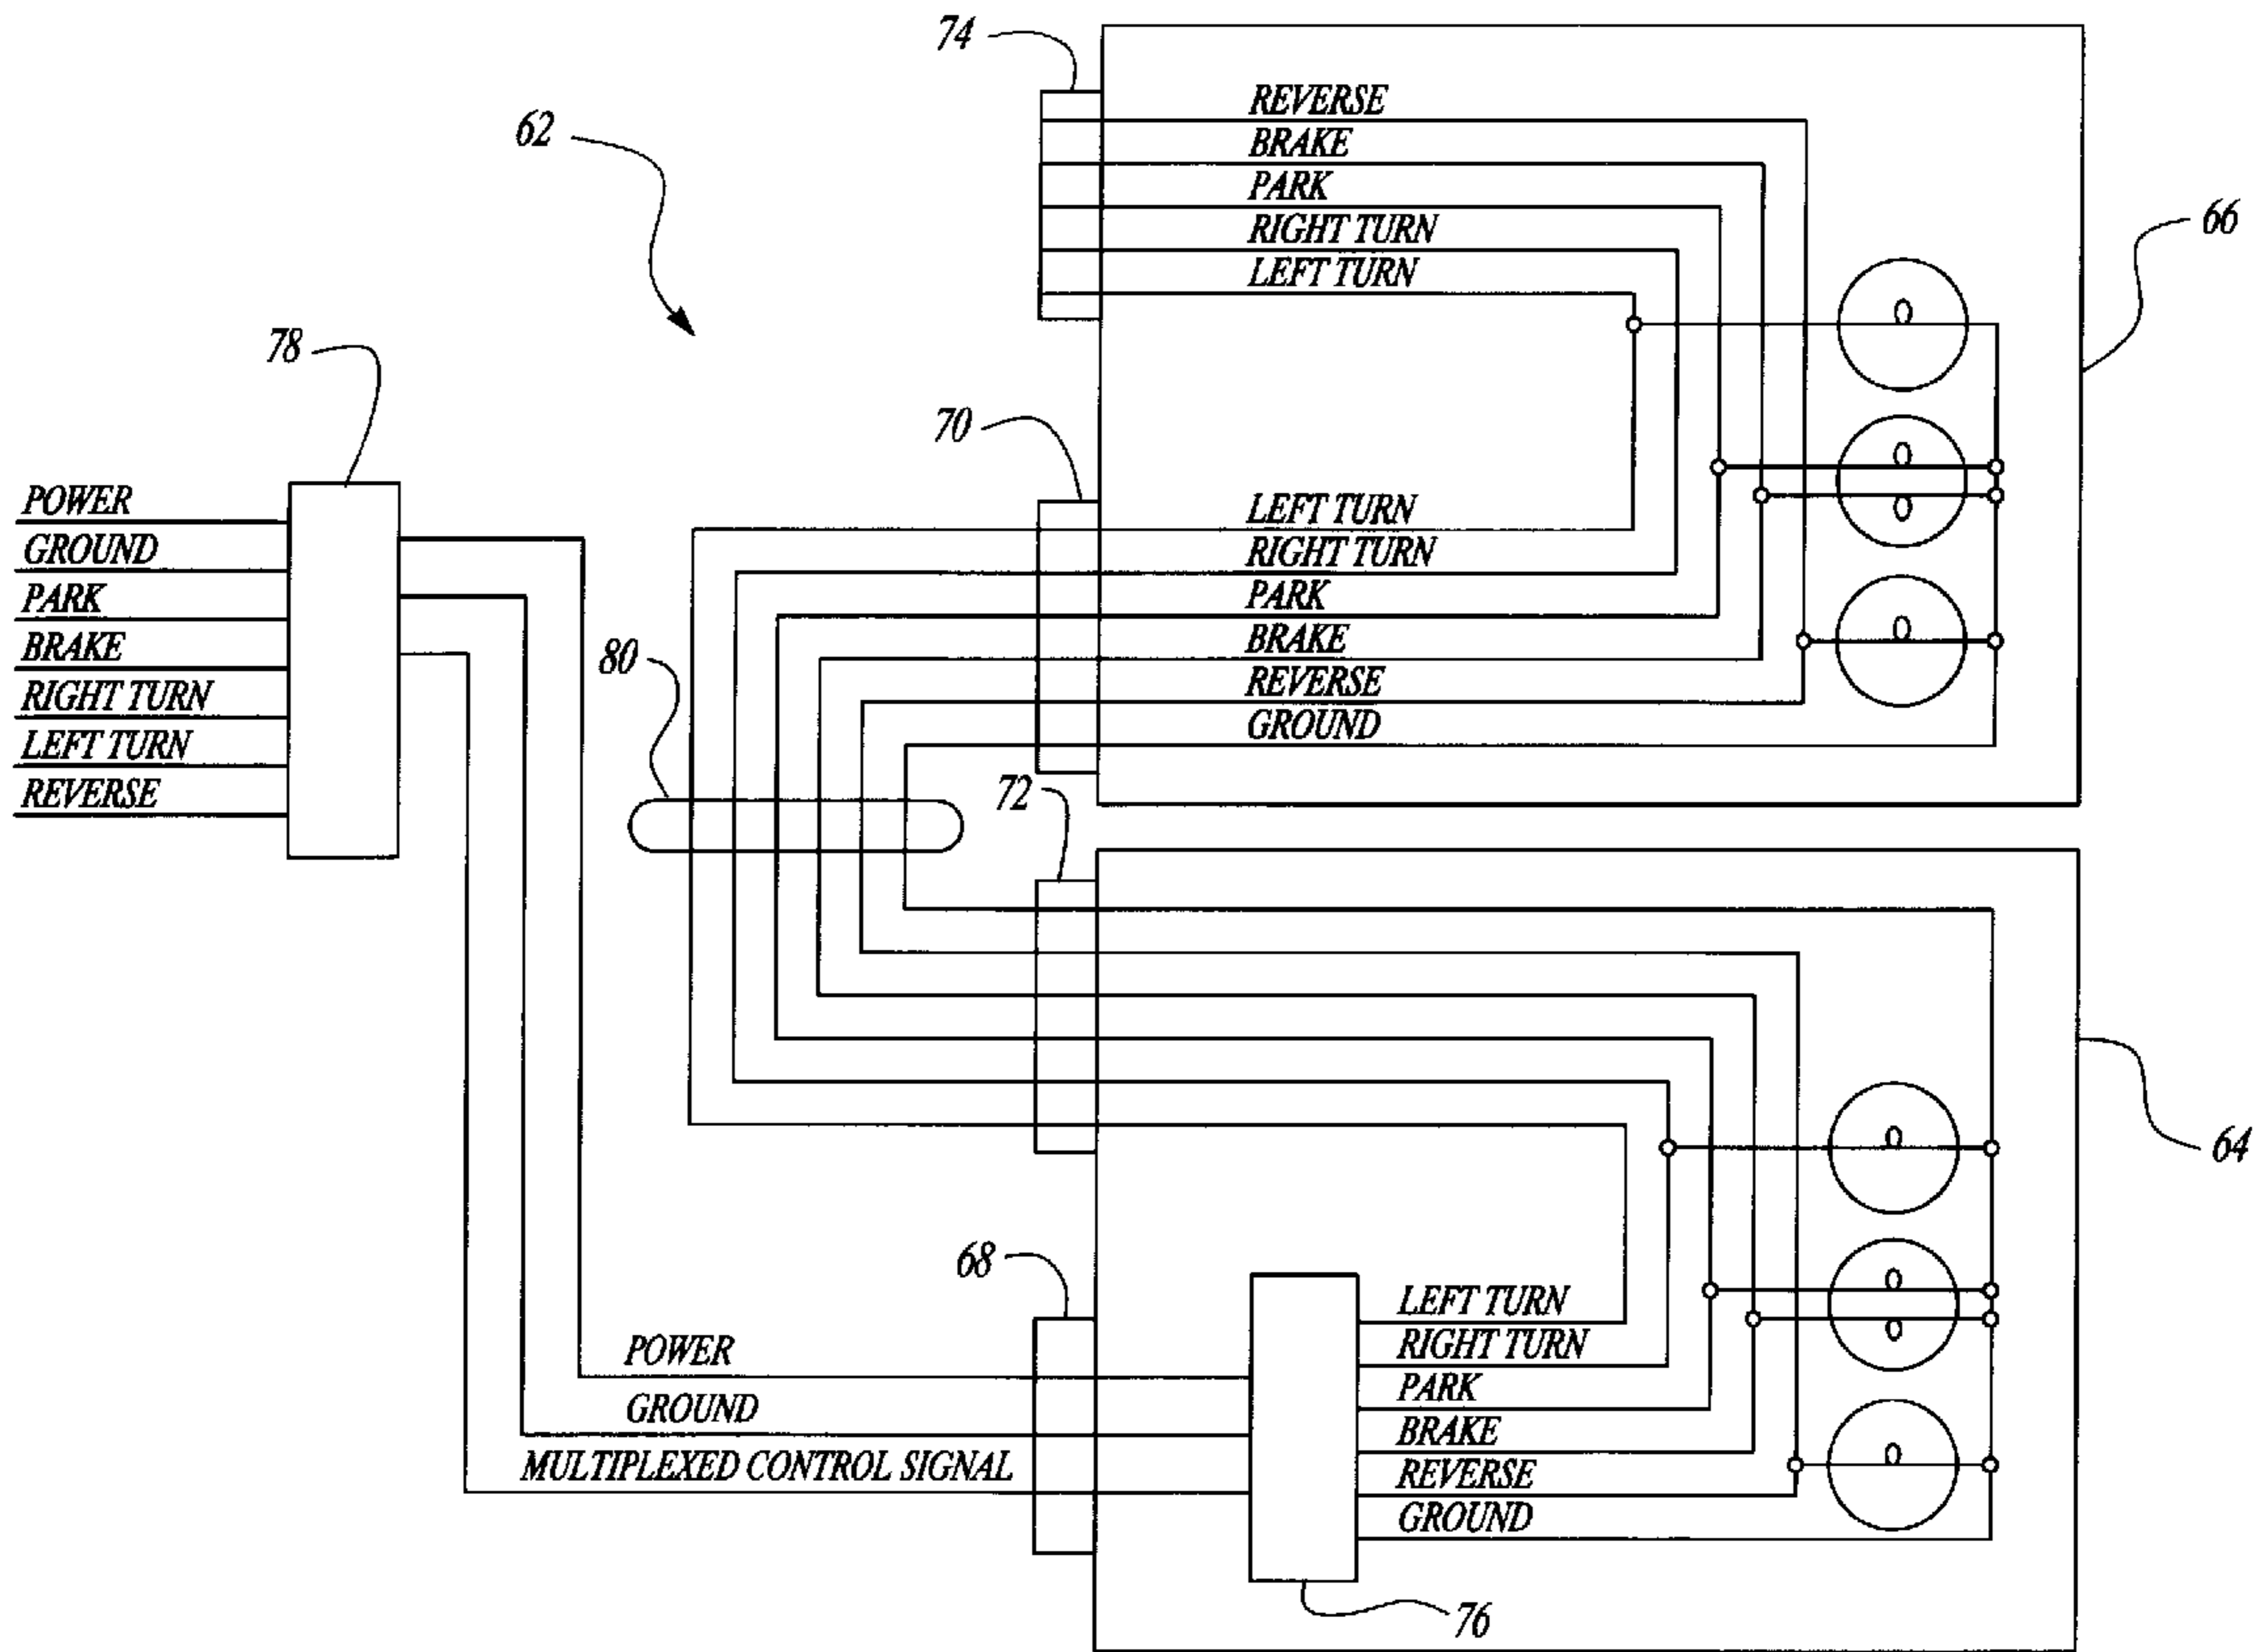 74
REVERSE
BRAKE
PARK
RIGHT TURN
LEFT TURN
62
66
78
70
POWER
GROUND
PARK
BRAKE
RIGHT TURN
LEFT TURN
REVERSE
LEFT TURN
RIGHT TURN
PARK
BRAKE
REVERSE
GROUND
80
72
64
68
POWER
GROUND
MULTIPLEXED CONTROL SIGNAL
LEFT TURN
RIGHT TURN
PARK
BRAKE
REVERSE
GROUND
76